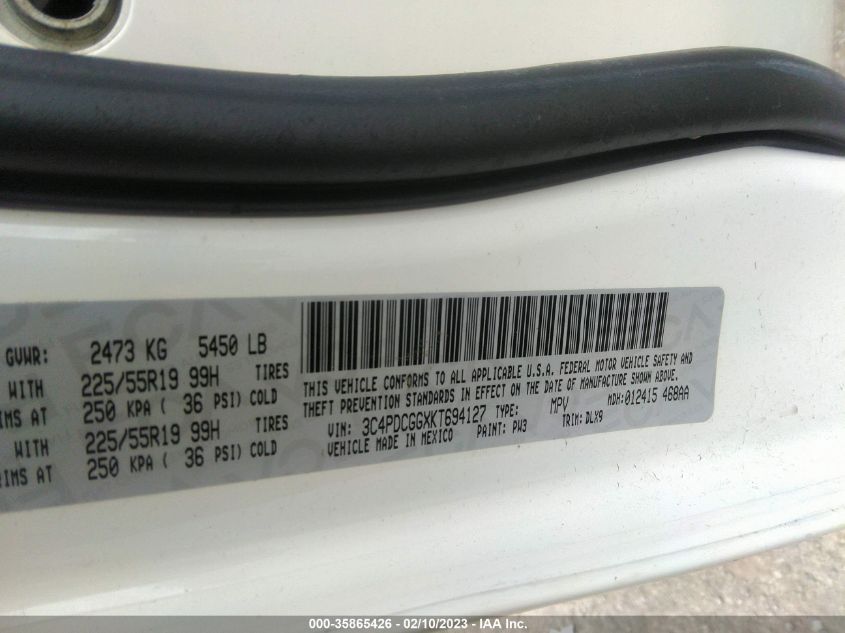 GVWR: 2473 KG 5450 LB
WITH 225/55R19 99H TIRES
RIMS AT 250 KPA ( 36 PSI) COLD
WITH 225/55R19 99H TIRES
RIMS AT 250 KPA ( 36 PSI) COLD
THIS VEHICLE CONFORMS TO ALL APPLICABLE U.S.A. FEDERAL MOTOR VEHICLE SAFETY AND
THEFT PREVENTION STANDARDS IN EFFECT ON THE DATE OF MANUFACTURE SHOWN ABOVE.
VIN: 3C4PDCGGXKT694127 TYPE: MPV MDH:012415 468AA
VEHICLE MADE IN MEXICO PAINT: PW3 TRIM: DLX9
000-35865426 - 02/10/2023 - IAA Inc.